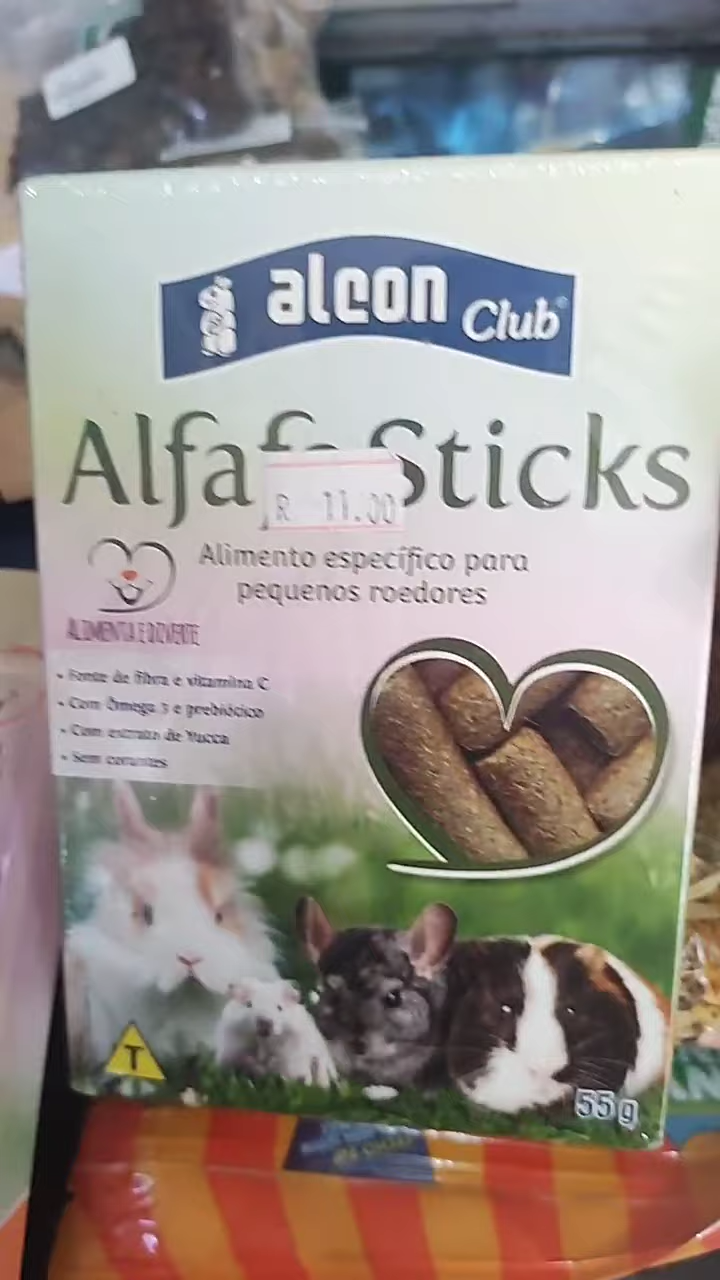 alcon Club
Alfafa Sticks
R 11.00
Alimento específico para
pequenos roedores
ALIMENTA E DIVERTE
• Fonte de fibra e vitamina C
• Com Ômega 3 e prebiótico
• Com extrato de Yucca
• Sem corantes
T
55g